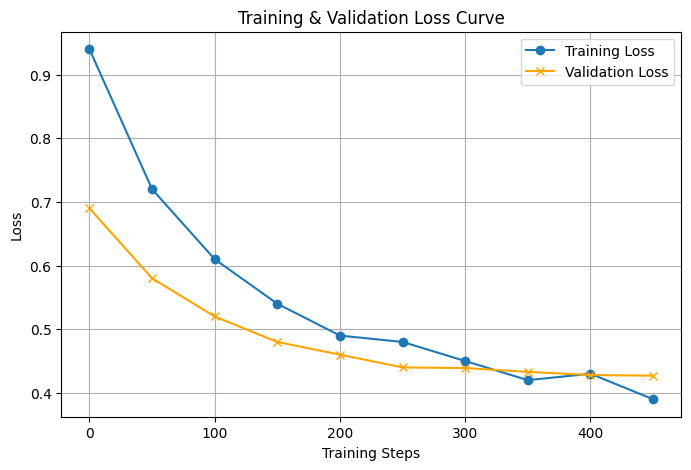 Training & Validation Loss Curve
Training Loss
Validation Loss
Loss
0.9
0.8
0.7
0.6
0.5
0.4
0 100 200 300 400
Training Steps